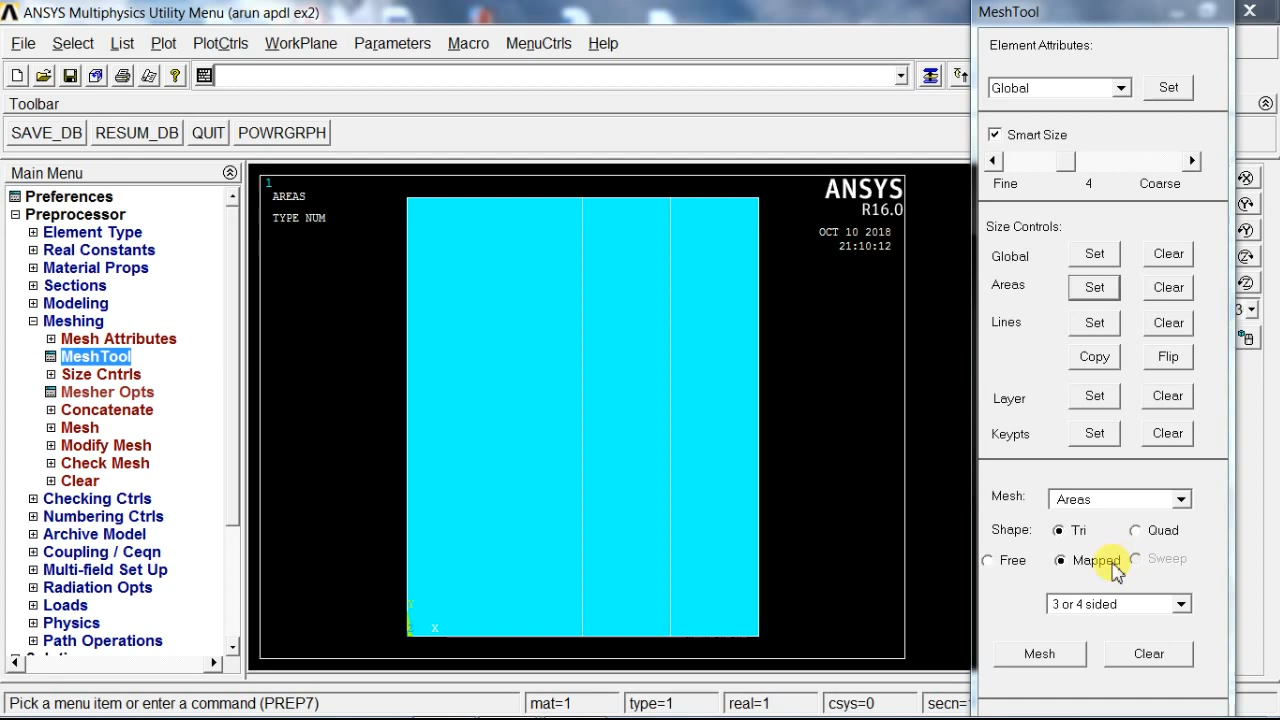 ANSYS Multiphysics Utility Menu (arun apdl ex2)
File Select List Plot PlotCtrls WorkPlane Parameters Macro MenuCtrls Help
Toolbar
SAVE_DB RESUM_DB QUIT POWRGRPH
Main Menu
Preferences
Preprocessor
Element Type
Real Constants
Material Props
Sections
Modeling
Meshing
Mesh Attributes
MeshTool
Size Cntrls
Mesher Opts
Concatenate
Mesh
Modify Mesh
Check Mesh
Clear
Checking Ctrls
Numbering Ctrls
Archive Model
Coupling / Ceqn
Multi-field Set Up
Radiation Opts
Loads
Physics
Path Operations
1
AREAS
TYPE NUM
ANSYS
R16.0
OCT 10 2018
21:10:12
Y
Z X
MeshTool
Element Attributes:
Global Set
Smart Size
Fine 4 Coarse
Size Controls:
Global Set Clear
Areas Set Clear
Lines Set Clear
Copy Flip
Layer Set Clear
Keypts Set Clear
Mesh: Areas
Shape: Tri Quad
Free Mapped Sweep
3 or 4 sided
Mesh Clear
3
Pick a menu item or enter a command (PREP7) mat=1 type=1 real=1 csys=0 secn=